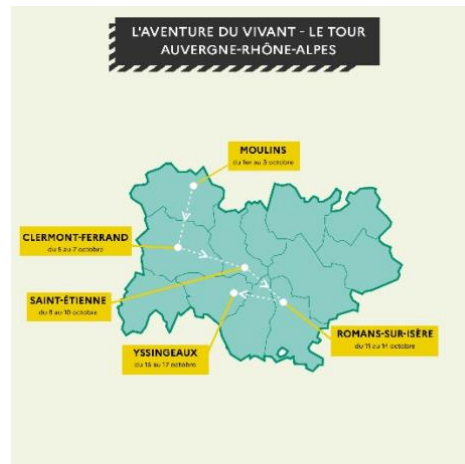 L'AVENTURE DU VIVANT - LE TOUR
AUVERGNE-RHÔNE-ALPES
MOULINS
du 1er au 3 octobre
CLERMONT-FERRAND
du 5 au 7 octobre
SAINT-ÉTIENNE
du 8 au 10 octobre
ROMANS-SUR-ISÈRE
du 11 au 14 octobre
YSSINGEAUX
du 16 au 17 octobre